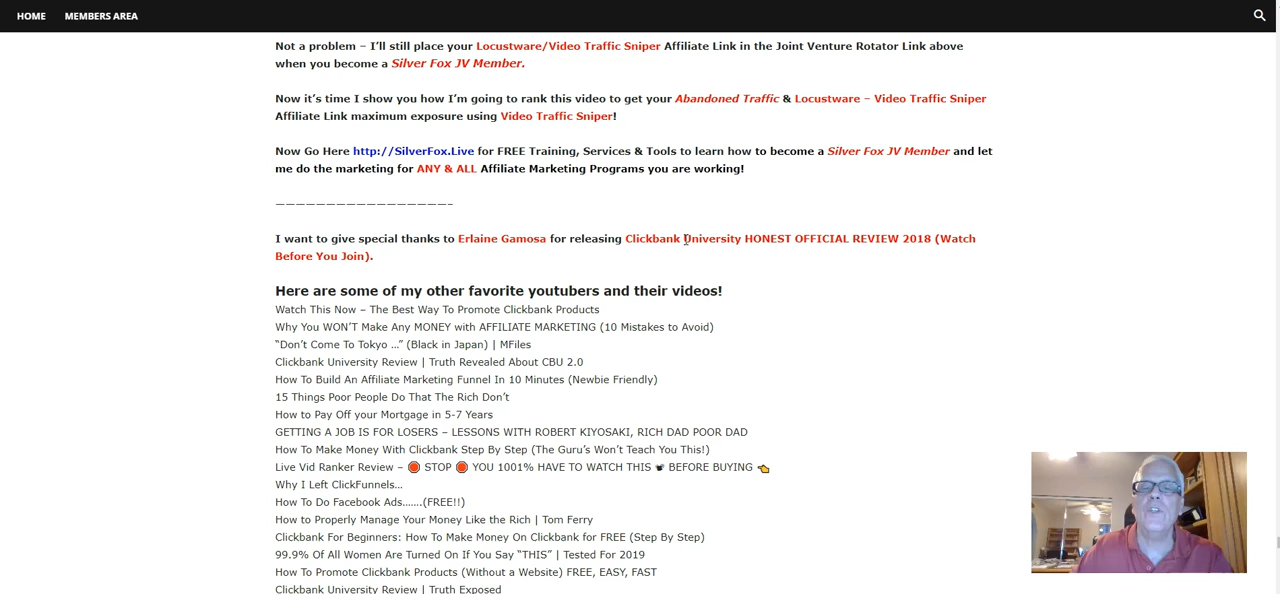 HOME MEMBERS AREA
Not a problem – I'll still place your Locustware/Video Traffic Sniper Affiliate Link in the Joint Venture Rotator Link above
when you become a Silver Fox JV Member.
Now it's time I show you how I'm going to rank this video to get your Abandoned Traffic & Locustware – Video Traffic Sniper
Affiliate Link maximum exposure using Video Traffic Sniper!
Now Go Here http://SilverFox.Live for FREE Training, Services & Tools to learn how to become a Silver Fox JV Member and let
me do the marketing for ANY & ALL Affiliate Marketing Programs you are working!
——————————————————–
I want to give special thanks to Erlaine Gamosa for releasing Clickbank University HONEST OFFICIAL REVIEW 2018 (Watch
Before You Join).
Here are some of my other favorite youtubers and their videos!
Watch This Now – The Best Way To Promote Clickbank Products
Why You WON'T Make Any MONEY with AFFILIATE MARKETING (10 Mistakes to Avoid)
“Don't Come To Tokyo …” (Black in Japan) | MFiles
Clickbank University Review | Truth Revealed About CBU 2.0
How To Build An Affiliate Marketing Funnel In 10 Minutes (Newbie Friendly)
15 Things Poor People Do That The Rich Don't
How to Pay Off your Mortgage in 5-7 Years
GETTING A JOB IS FOR LOSERS – LESSONS WITH ROBERT KIYOSAKI, RICH DAD POOR DAD
How To Make Money With Clickbank Step By Step (The Guru's Won't Teach You This!)
Live Vid Ranker Review – 🛑 STOP 🛑 YOU 1001% HAVE TO WATCH THIS 📽 BEFORE BUYING 👈
Why I Left ClickFunnels…
How To Do Facebook Ads…….(FREE!!)
How to Properly Manage Your Money Like the Rich | Tom Ferry
Clickbank For Beginners: How To Make Money On Clickbank for FREE (Step By Step)
99.9% Of All Women Are Turned On If You Say “THIS” | Tested For 2019
How To Promote Clickbank Products (Without a Website) FREE, EASY, FAST
Clickbank University Review | Truth Exposed